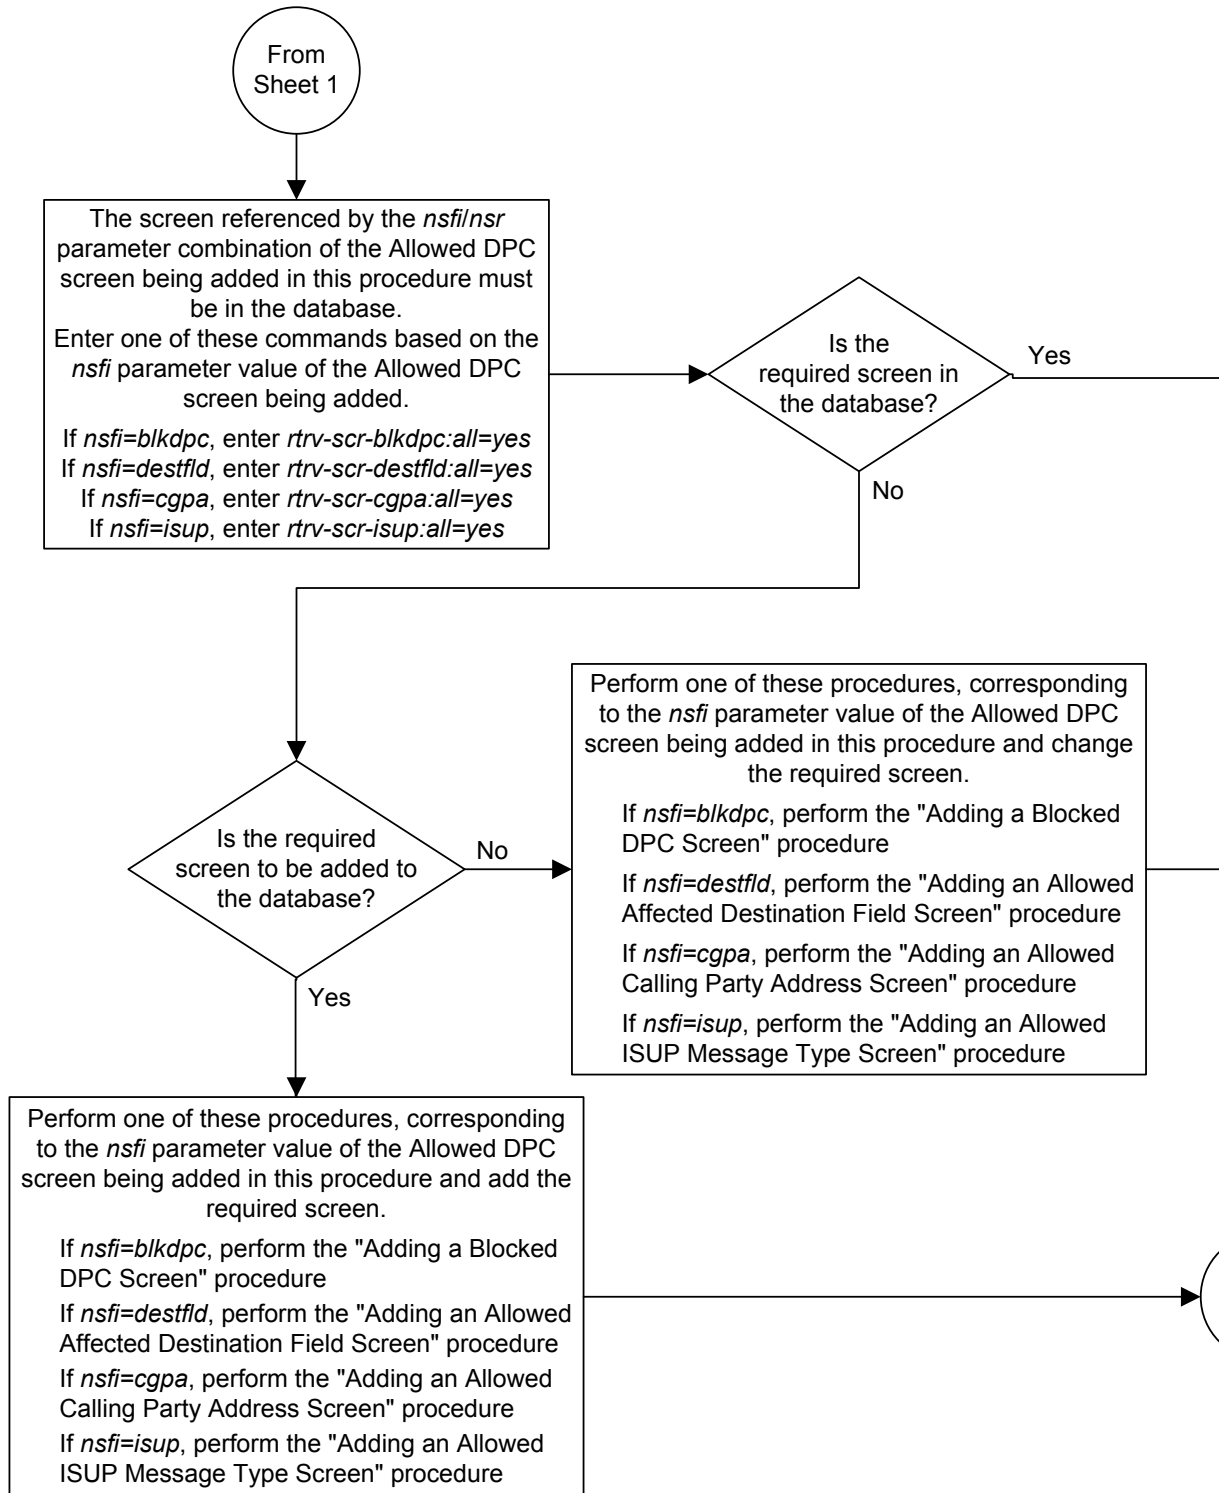 From
Sheet 1
The screen referenced by the nsfi/nsr
parameter combination of the Allowed DPC
screen being added in this procedure must
be in the database.
Enter one of these commands based on the
nsfi parameter value of the Allowed DPC
screen being added.
If nsfi=blkdpc, enter rtrv-scr-blkdpc:all=yes
If nsfi=destfld, enter rtrv-scr-destfld:all=yes
If nsfi=cgpa, enter rtrv-scr-cgpa:all=yes
If nsfi=isup, enter rtrv-scr-isup:all=yes
Is the
required screen in
the database?
Yes
No
Is the required
screen to be added to
the database?
No
Yes
Perform one of these procedures, corresponding
to the nsfi parameter value of the Allowed DPC
screen being added in this procedure and change
the required screen.
If nsfi=blkdpc, perform the "Adding a Blocked
DPC Screen" procedure
If nsfi=destfld, perform the "Adding an Allowed
Affected Destination Field Screen" procedure
If nsfi=cgpa, perform the "Adding an Allowed
Calling Party Address Screen" procedure
If nsfi=isup, perform the "Adding an Allowed
ISUP Message Type Screen" procedure
Perform one of these procedures, corresponding
to the nsfi parameter value of the Allowed DPC
screen being added in this procedure and add the
required screen.
If nsfi=blkdpc, perform the "Adding a Blocked
DPC Screen" procedure
If nsfi=destfld, perform the "Adding an Allowed
Affected Destination Field Screen" procedure
If nsfi=cgpa, perform the "Adding an Allowed
Calling Party Address Screen" procedure
If nsfi=isup, perform the "Adding an Allowed
ISUP Message Type Screen" procedure